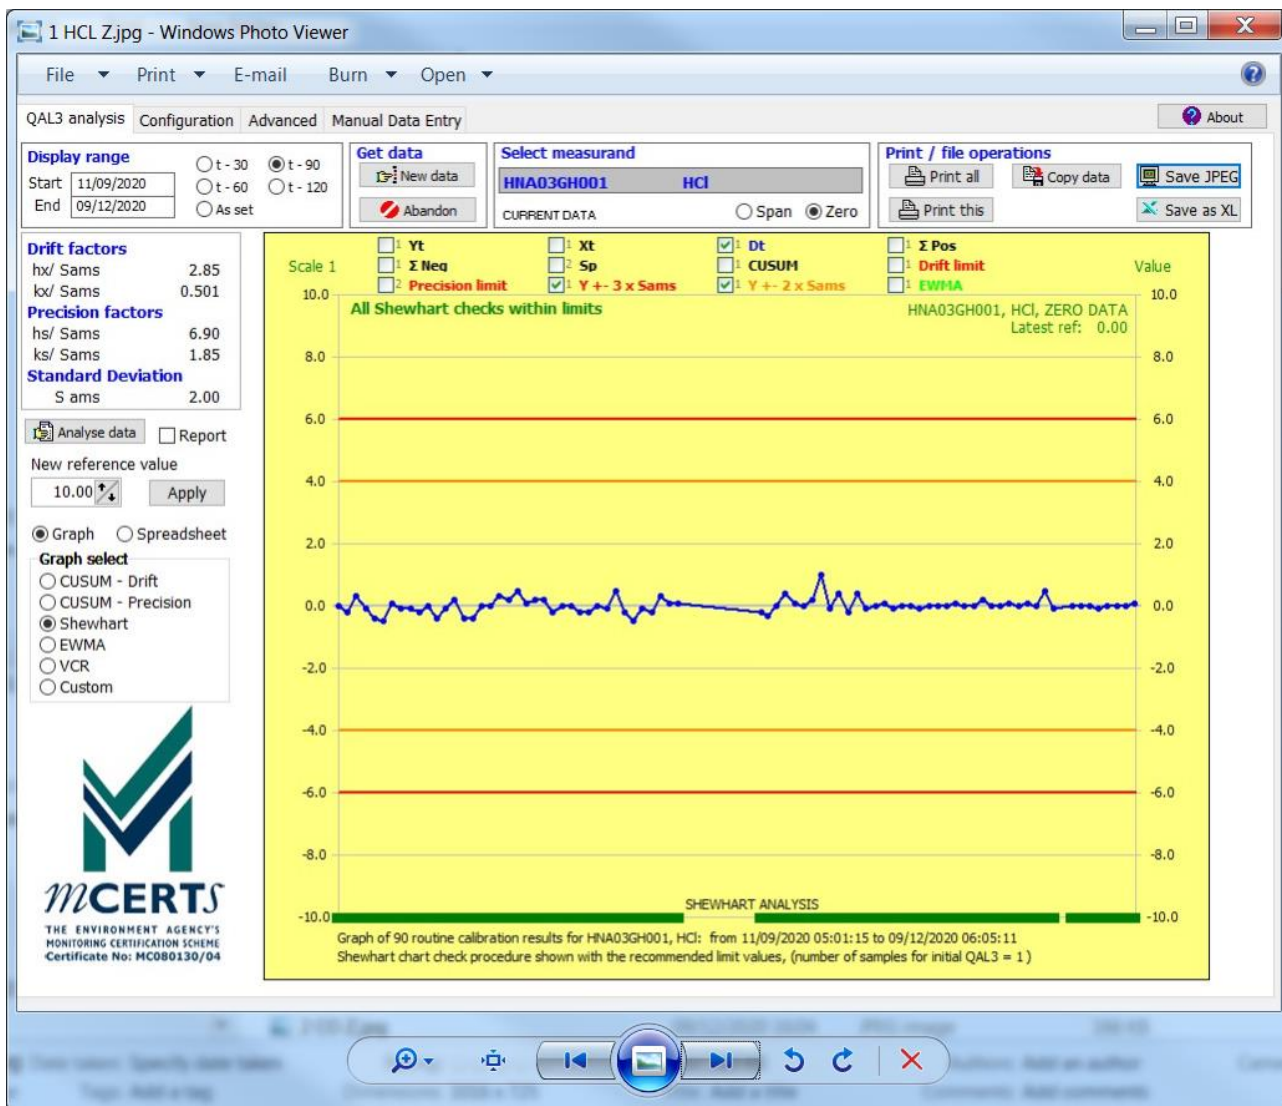 1 HCL Z.jpg - Windows Photo Viewer
File Print E-mail Burn Open
QAL3 analysis Configuration Advanced Manual Data Entry About
Display range
t - 30 t - 90
Start 11/09/2020 t - 60 t - 120
End 09/12/2020 As set
Get data
New data
Abandon
Select measurand
HNA03GH001 HCl
CURRENT DATA Span Zero
Print / file operations
Print all Copy data Save JPEG
Print this Save as XL
Drift factors
hx/ Sams 2.85
kx/ Sams 0.501
Precision factors
hs/ Sams 6.90
ks/ Sams 1.85
Standard Deviation
S ams 2.00
Analyse data Report
New reference value
10.00 Apply
Graph Spreadsheet
Graph select
CUSUM - Drift
CUSUM - Precision
Shewhart
EWMA
VCR
Custom
mCERTS
THE ENVIRONMENT AGENCY'S
MONITORING CERTIFICATION SCHEME
Certificate No: MC080130/04
1 Yt 1 Xt 1 Dt 1 Σ Pos
Scale 1 1 Σ Neg 2 Sp 1 CUSUM 1 Drift limit Value
2 Precision limit 1 Y +- 3 x Sams 1 Y +- 2 x Sams 1 EWMA
All Shewhart checks within limits HNA03GH001, HCl, ZERO DATA
Latest ref: 0.00
10.0 10.0
8.0 8.0
6.0 6.0
4.0 4.0
2.0 2.0
0.0 0.0
-2.0 -2.0
-4.0 -4.0
-6.0 -6.0
-8.0 -8.0
SHEWHART ANALYSIS
-10.0 -10.0
Graph of 90 routine calibration results for HNA03GH001, HCl: from 11/09/2020 05:01:15 to 09/12/2020 06:05:11
Shewhart chart check procedure shown with the recommended limit values, (number of samples for initial QAL3 = 1 )